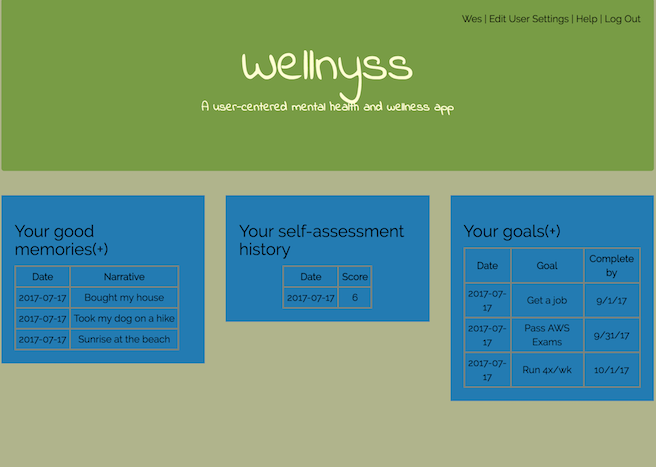 Wes | Edit User Settings | Help | Log Out
wellnyss
A user-centered mental health and wellness app
Your good
memories(+)
Date Narrative
2017-07-17 Bought my house
2017-07-17 Took my dog on a hike
2017-07-17 Sunrise at the beach
Your self-assessment
history
Date Score
2017-07-17 6
Your goals(+)
Date Goal Complete
by
2017-07-
17 Get a job 9/1/17
2017-07-
17 Pass AWS
Exams 9/31/17
2017-07-
17 Run 4x/wk 10/1/17